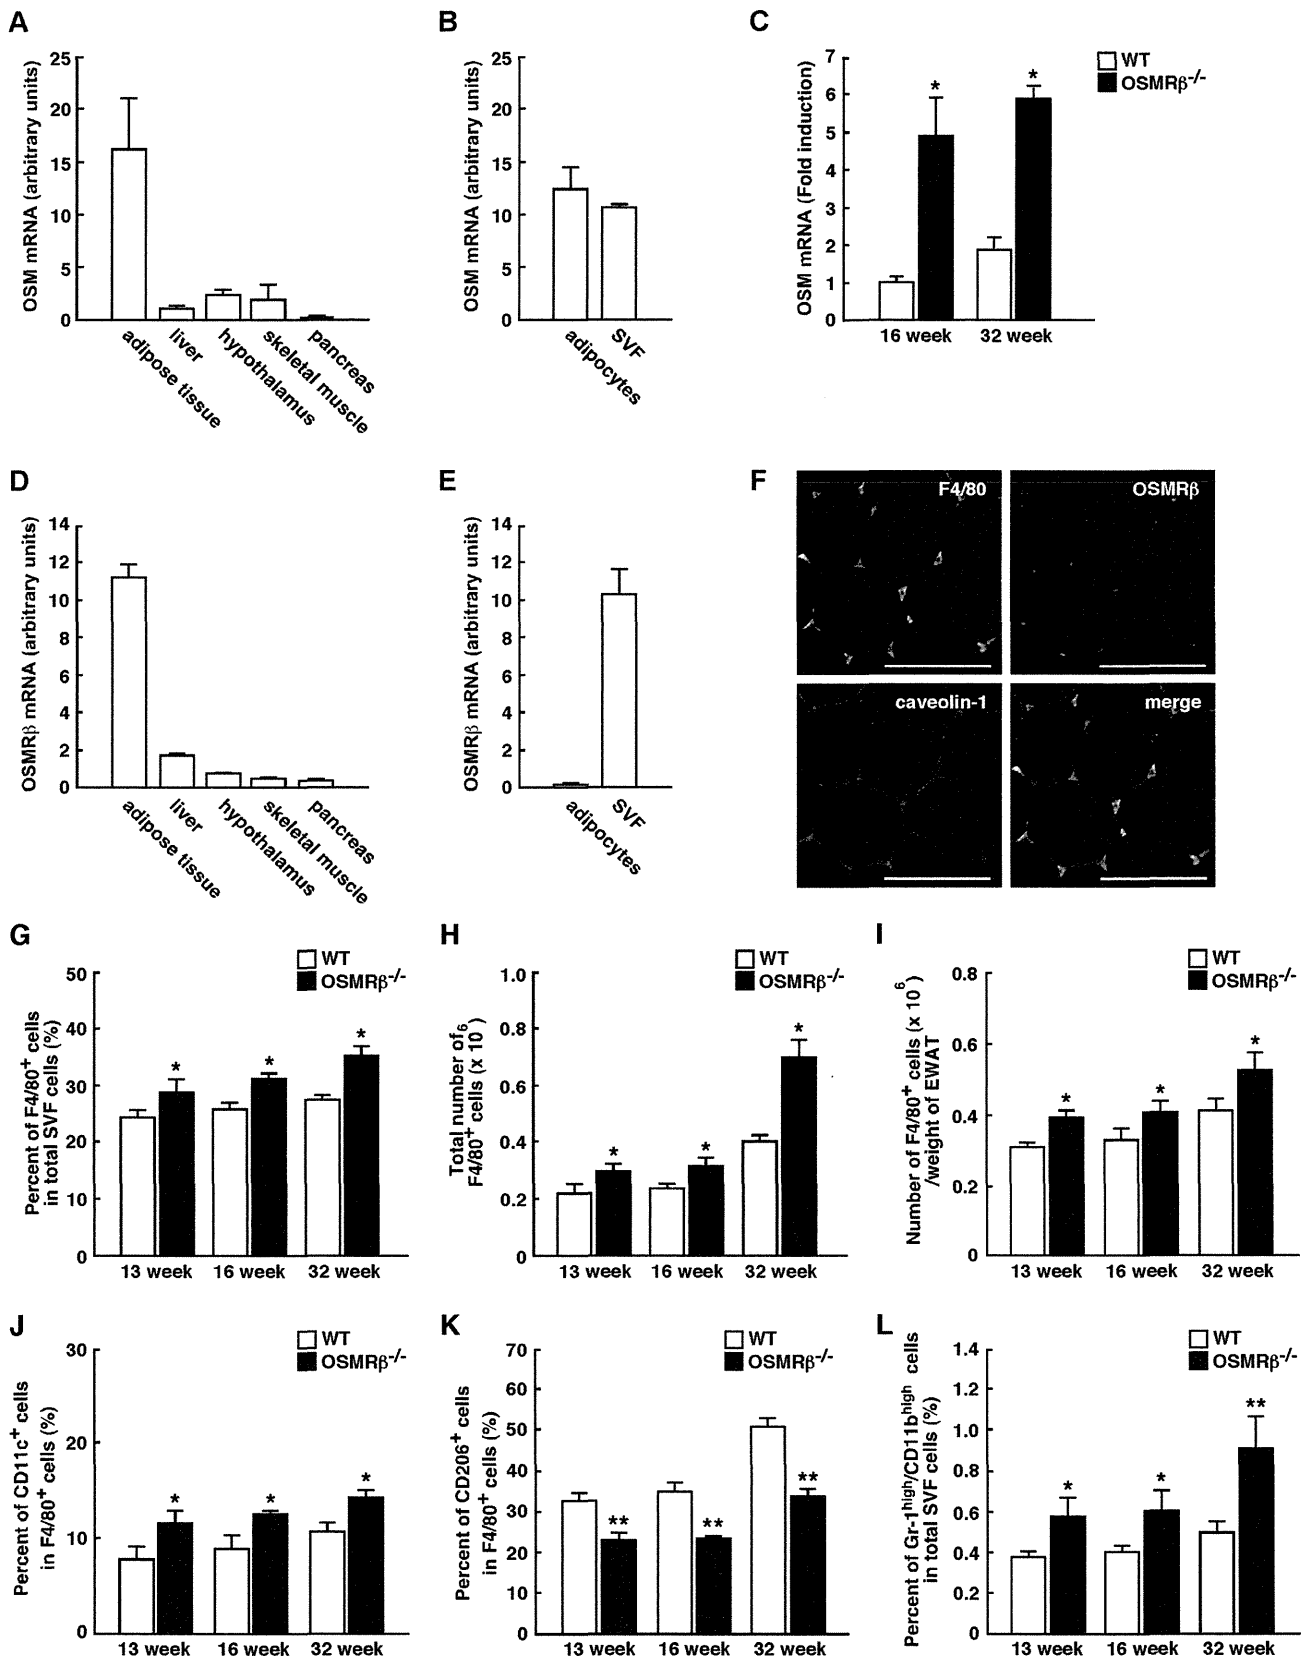 A
OSM mRNA (arbitrary units)
25
20
15
10
5
0
adipose tissue
liver
hypothalamus
skeletal muscle
pancreas
B
OSM mRNA (arbitrary units)
25
20
15
10
5
0
adipocytes
SVF
C
OSM mRNA (Fold induction)
7
6
5
4
3
2
1
0
* *
16 week 32 week
WT
OSMRβ-/-
D
OSMRβ mRNA (arbitrary units)
14
12
10
8
6
4
2
0
adipose tissue
liver
hypothalamus
skeletal muscle
pancreas
E
OSMRβ mRNA (arbitrary units)
14
12
10
8
6
4
2
0
adipocytes
SVF
F
F4/80
OSMRβ
caveolin-1
merge
G
WT
OSMRβ-/-
Percent of F4/80+ cells
in total SVF cells (%)
50
40
30
20
10
0
* * *
13 week 16 week 32 week
H
WT
OSMRβ-/-
Total number of
F4/80+ cells (x 10 6)
1.0
0.8
0.6
0.4
0.2
0
* * *
13 week 16 week 32 week
I
WT
OSMRβ-/-
Number of F4/80+ cells (x 10 6)
/weight of EWAT
0.8
0.6
0.4
0.2
0
* * *
13 week 16 week 32 week
J
WT
OSMRβ-/-
Percent of CD11c+ cells
in F4/80+ cells (%)
30
20
10
0
* * *
13 week 16 week 32 week
K
WT
OSMRβ-/-
Percent of CD206+ cells
in F4/80+ cells (%)
70
60
50
40
30
20
10
0
** ** **
13 week 16 week 32 week
L
WT
OSMRβ-/-
Percent of Gr-1high/CD11bhigh cells
in total SVF cells (%)
1.4
1.2
1.0
0.8
0.6
0.4
0.2
0
* * **
13 week 16 week 32 week